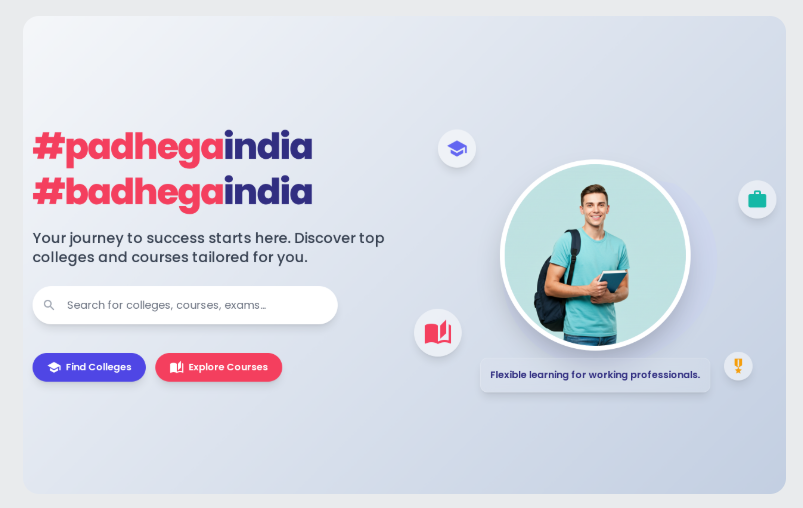 #padhegaindia
#badhegaindia
Your journey to success starts here. Discover top
colleges and courses tailored for you.
Search for colleges, courses, exams...
Find Colleges
Explore Courses
Flexible learning for working professionals.